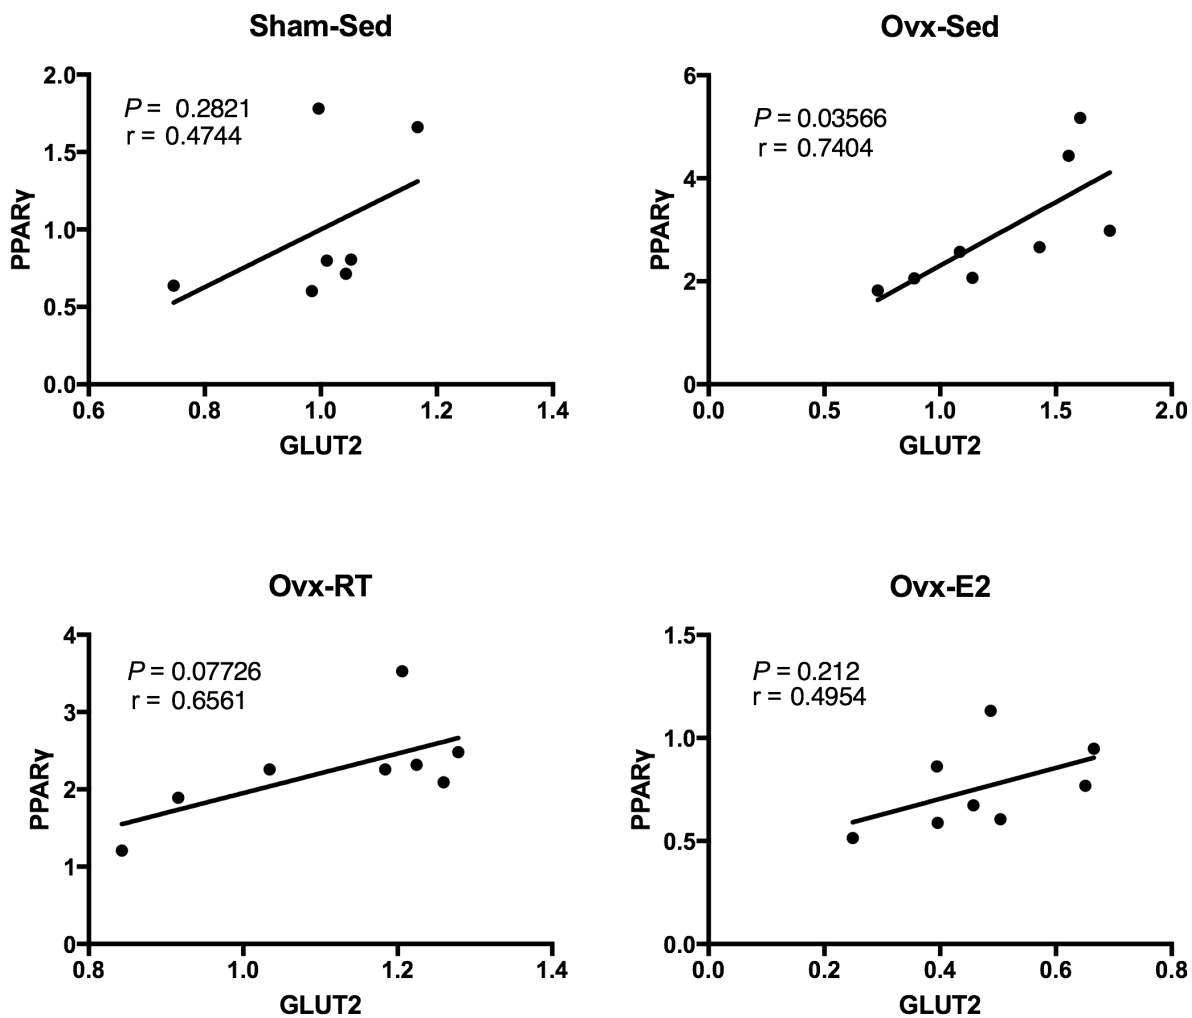 Sham-Sed
P = 0.2821
r = 0.4744
2.0
1.5
1.0
0.5
0.0
PPARγ
0.6 0.8 1.0 1.2 1.4
GLUT2
Ovx-Sed
P = 0.03566
r = 0.7404
6
4
2
0
PPARγ
0.0 0.5 1.0 1.5 2.0
GLUT2
Ovx-RT
P = 0.07726
r = 0.6561
4
3
2
1
0
PPARγ
0.8 1.0 1.2 1.4
GLUT2
Ovx-E2
P = 0.212
r = 0.4954
1.5
1.0
0.5
0.0
PPARγ
0.0 0.2 0.4 0.6 0.8
GLUT2